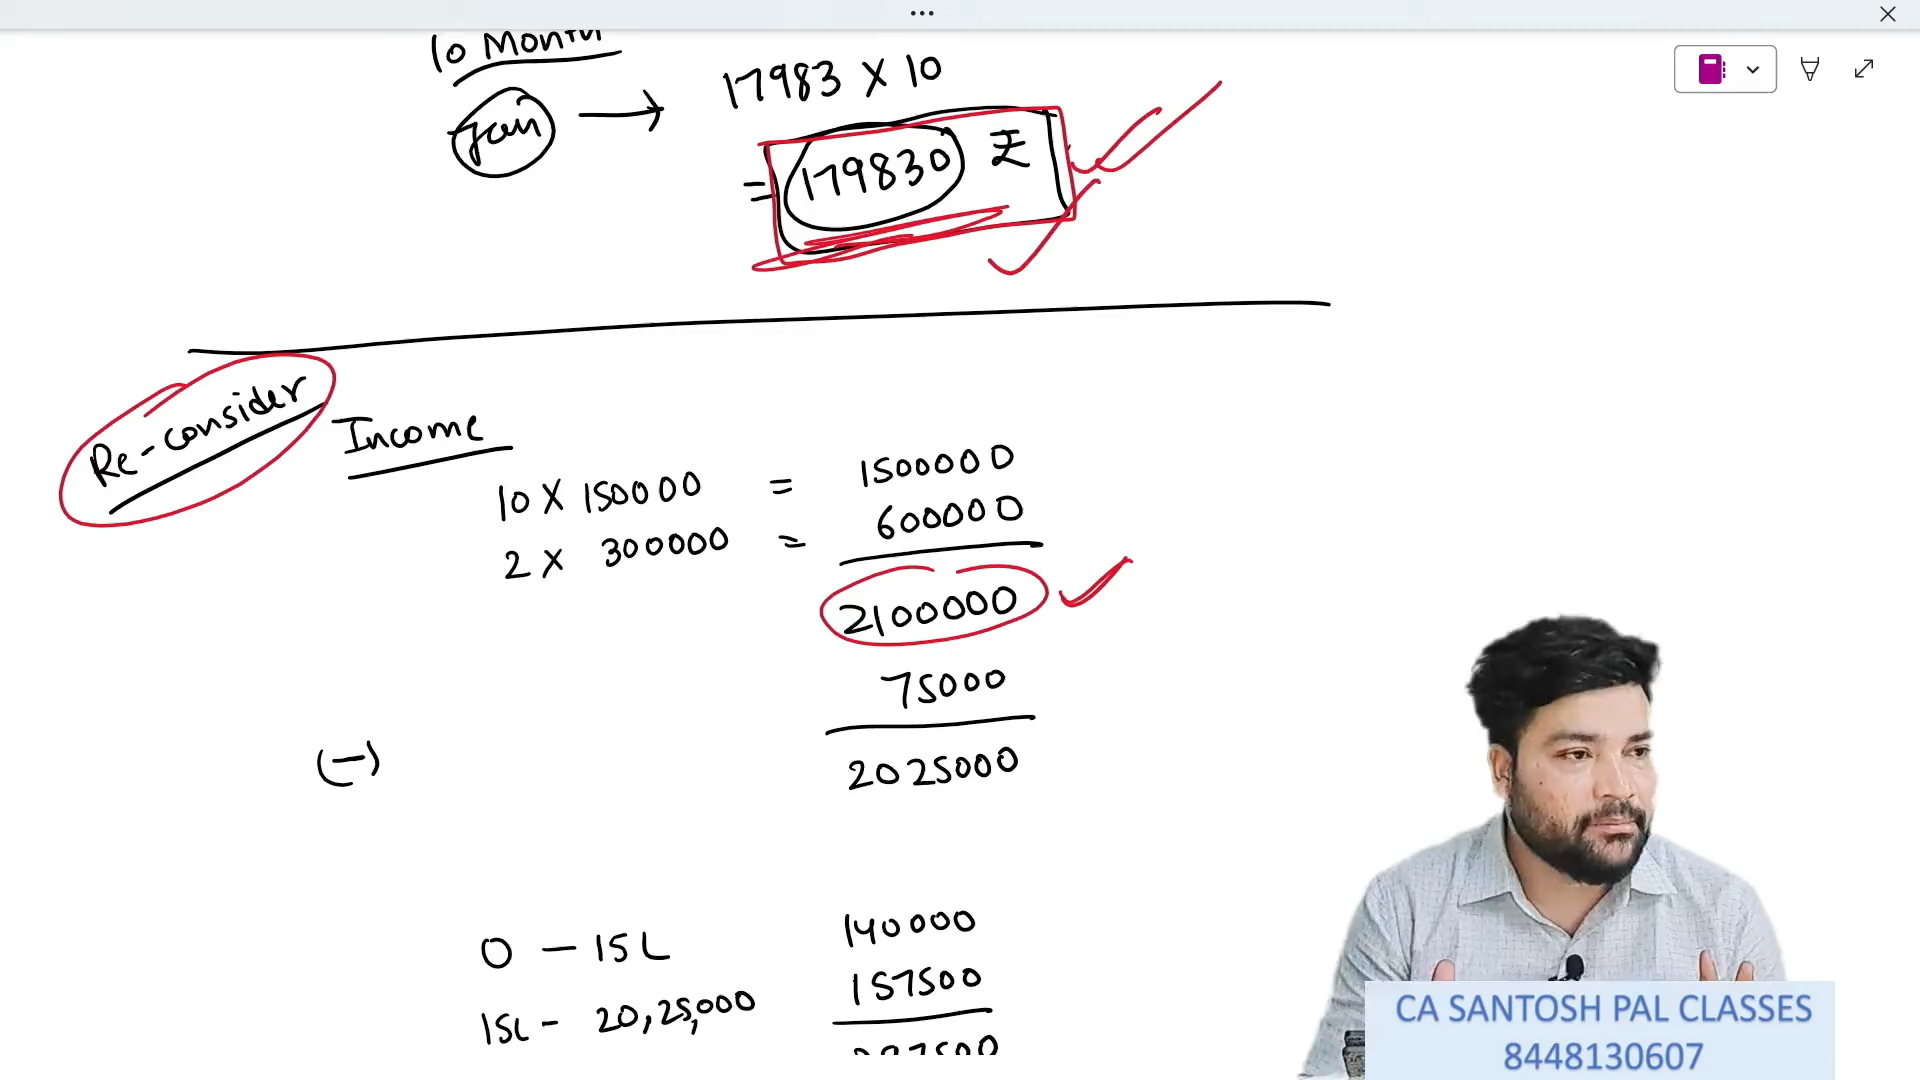 10 Month
Jan → 17983 X 10
= 179830 ₹
Re-consider
Income
10 X 150000 = 1500000
2 X 300000 = 600000
2100000
75000
(-)
2025000
0 - 15L 140000
15L - 20,25,000 157500
297500
CA SANTOSH PAL CLASSES
8448130607